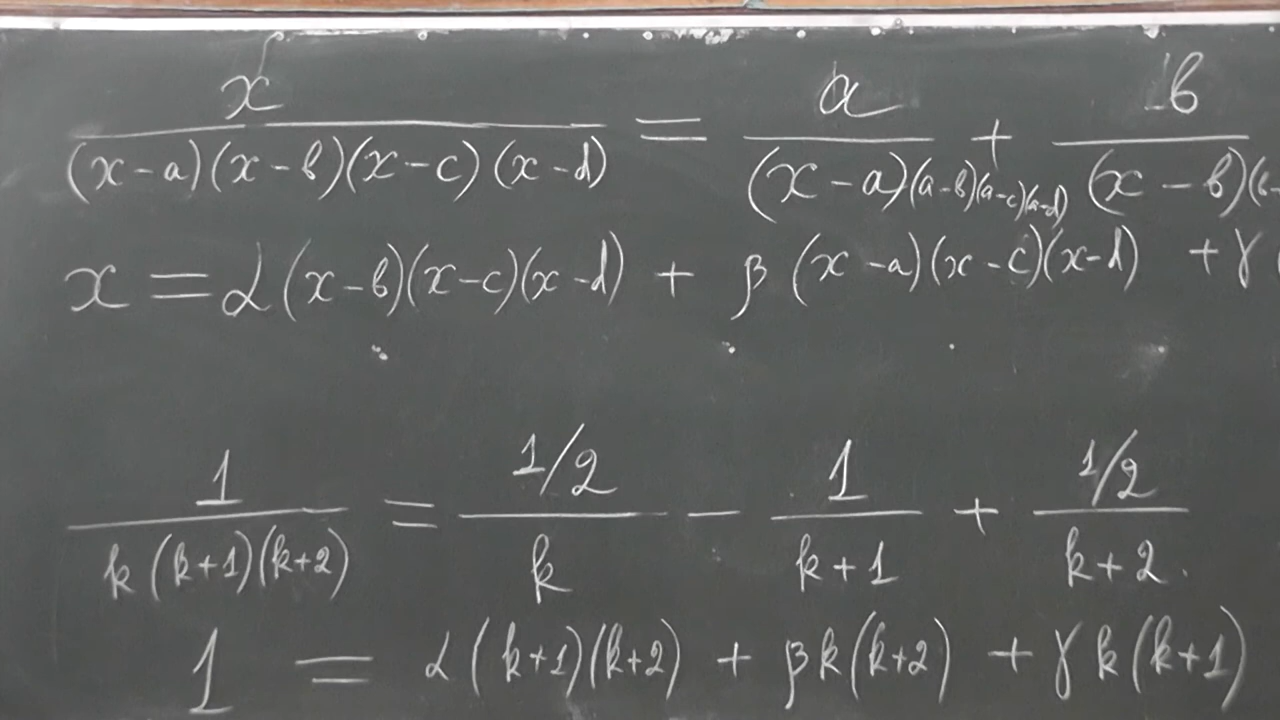 x/((x-a)(x-b)(x-c)(x-d)) = a/((x-a)(a-b)(a-c)(a-d)) + b/((x-b)(b-
x = α(x-b)(x-c)(x-d) + β(x-a)(x-c)(x-d) + γ
1/(k(k+1)(k+2)) = (1/2)/k - 1/(k+1) + (1/2)/(k+2).
1 = α(k+1)(k+2) + βk(k+2) + γk(k+1)